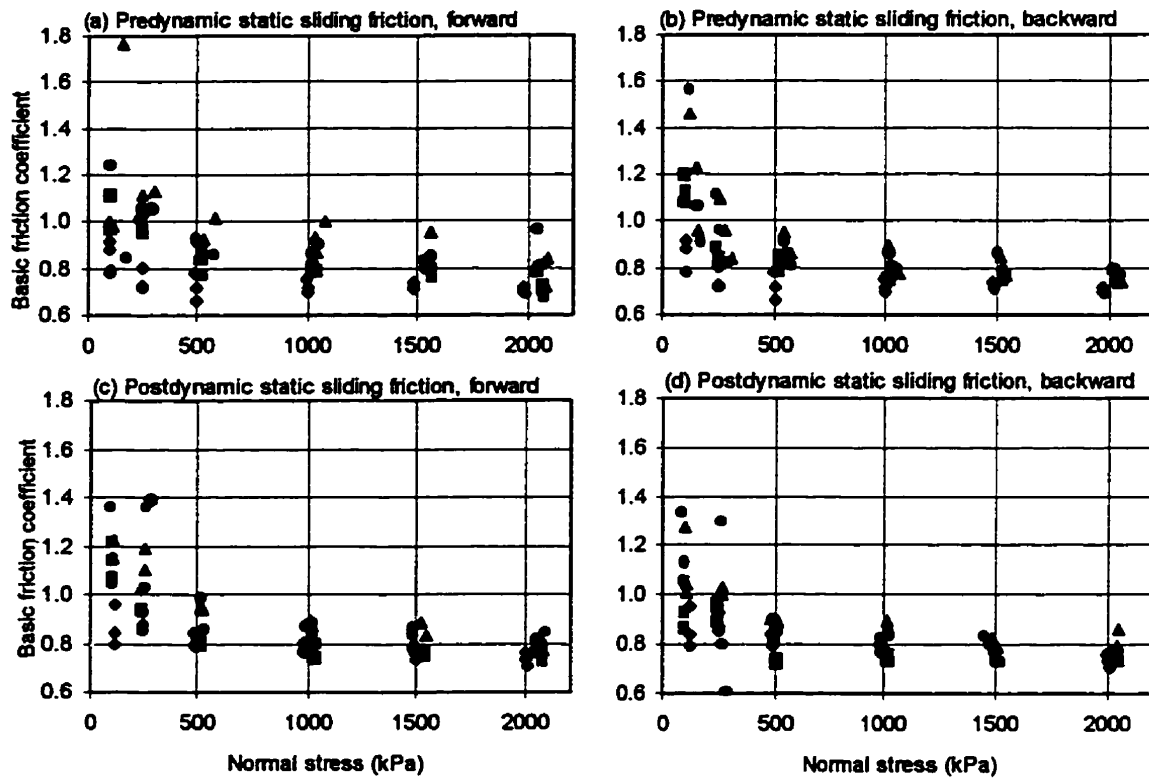 (a) Predynamic static sliding friction, forward
(b) Predynamic static sliding friction, backward
1.8
1.6
1.4
1.2
1.0
0.8
0.6
Basic friction coefficient
0 500 1000 1500 2000
1.8
1.6
1.4
1.2
1.0
0.8
0.6
0 500 1000 1500 2000
(c) Postdynamic static sliding friction, forward
(d) Postdynamic static sliding friction, backward
1.8
1.6
1.4
1.2
1.0
0.8
0.6
Basic friction coefficient
0 500 1000 1500 2000
Normal stress (kPa)
1.8
1.6
1.4
1.2
1.0
0.8
0.6
0 500 1000 1500 2000
Normal stress (kPa)